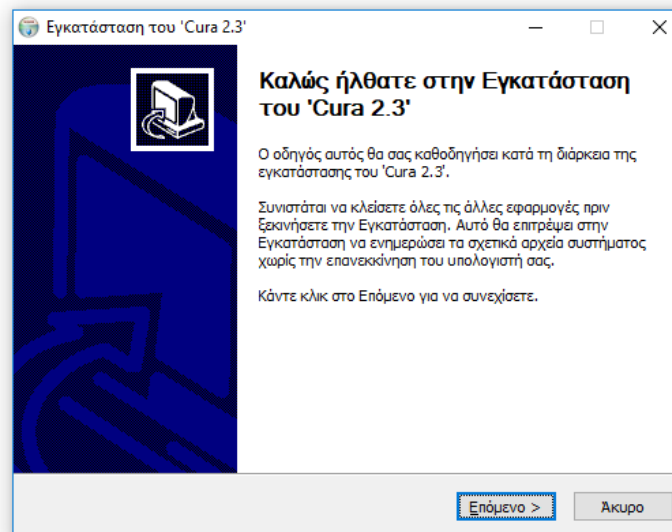 Εγκατάσταση του 'Cura 2.3'
Καλώς ήλθατε στην Εγκατάσταση
του 'Cura 2.3'
Ο οδηγός αυτός θα σας καθοδηγήσει κατά τη διάρκεια της
εγκατάστασης του 'Cura 2.3'.
Συνιστάται να κλείσετε όλες τις άλλες εφαρμογές πριν
ξεκινήσετε την Εγκατάσταση. Αυτό θα επιτρέψει στην
Εγκατάσταση να ενημερώσει τα σχετικά αρχεία συστήματος
χωρίς την επανεκκίνηση του υπολογιστή σας.
Κάντε κλικ στο Επόμενο για να συνεχίσετε.
Επόμενο >
Άκυρο